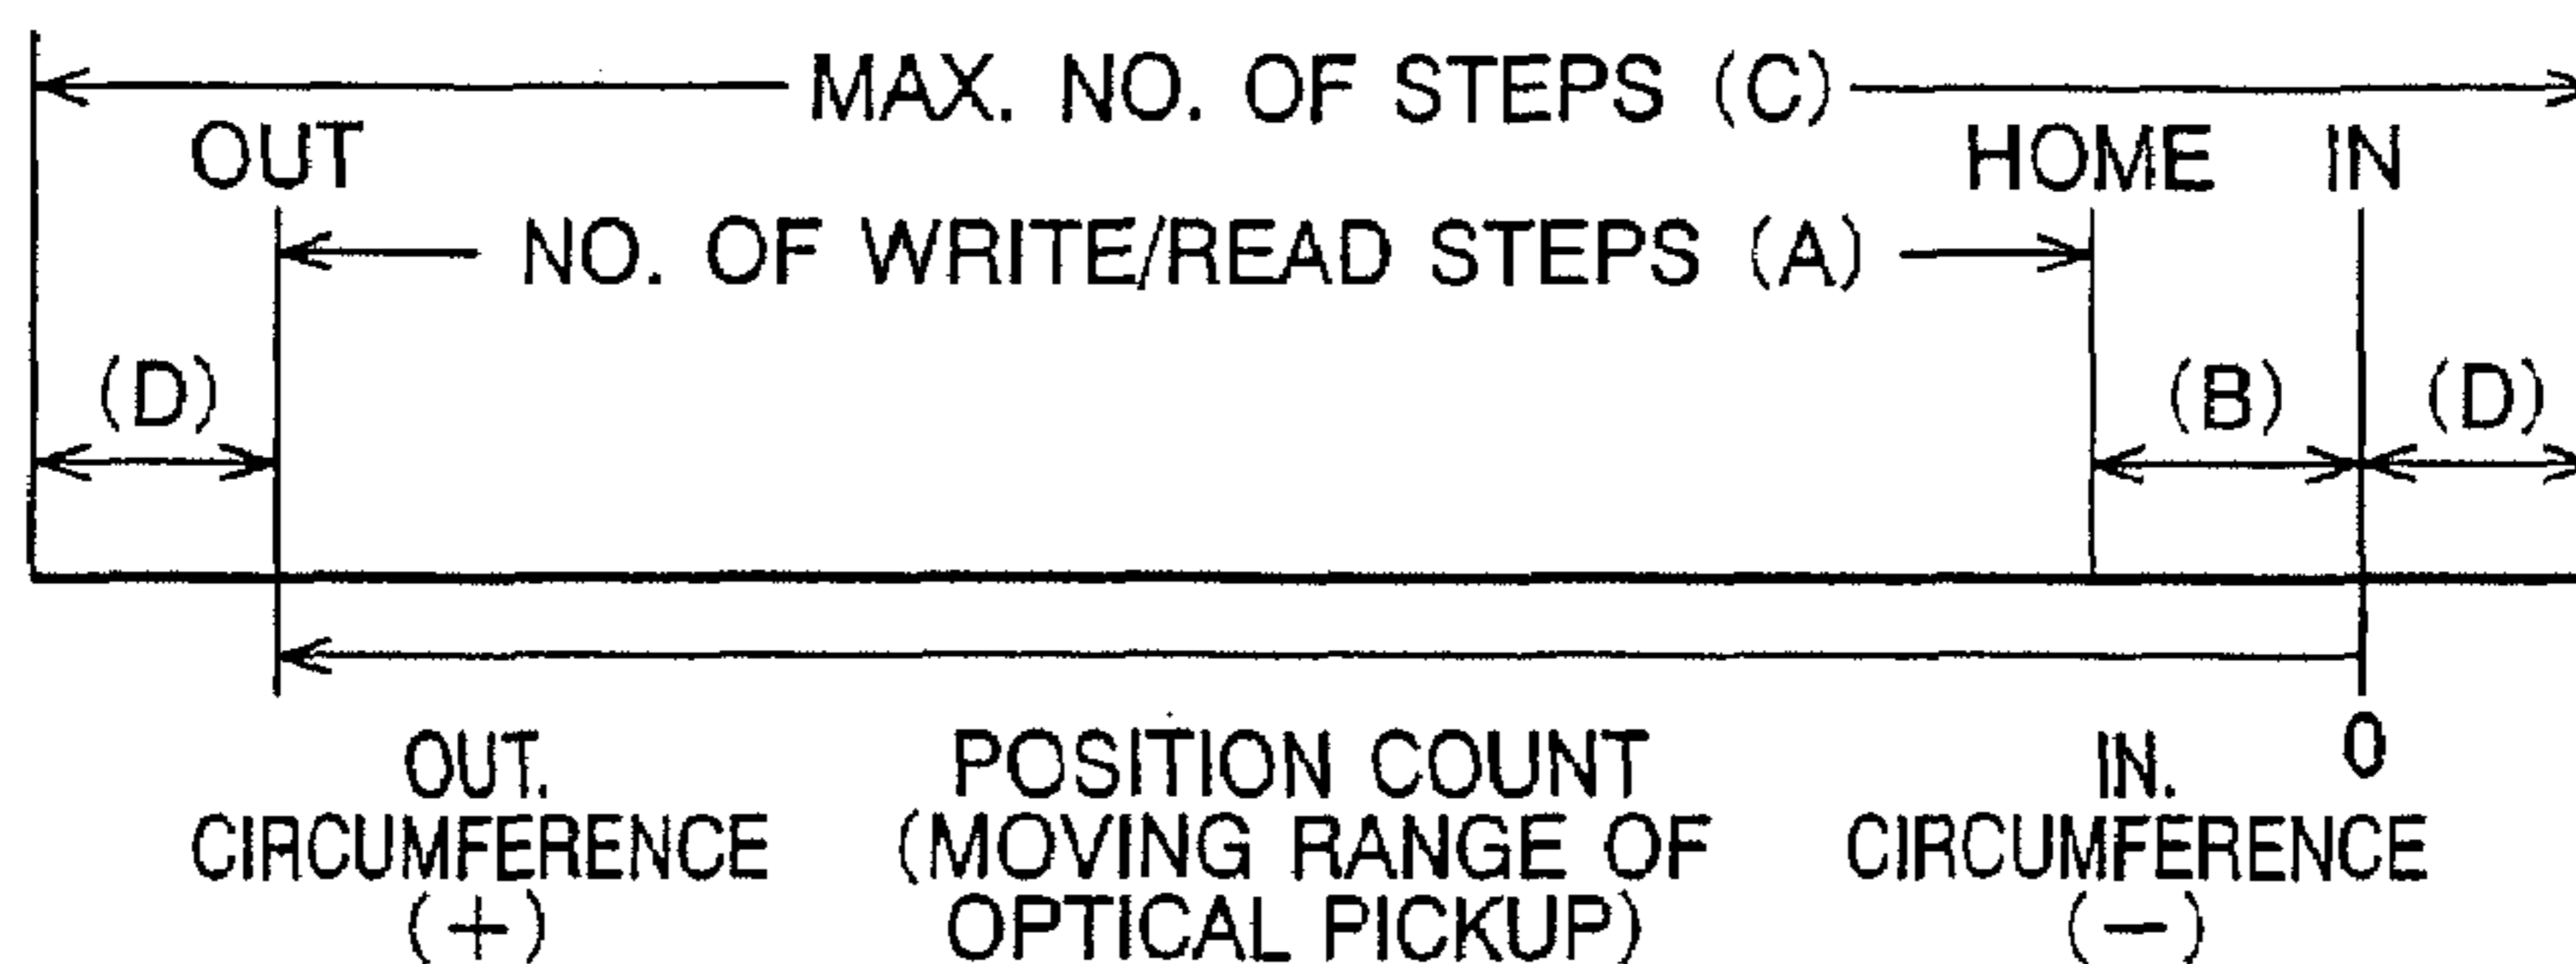 MAX. NO. OF STEPS (C)
OUT HOME IN
NO. OF WRITE/READ STEPS (A)
(D) (B) (D)
OUT. CIRCUMFERENCE (+)
POSITION COUNT
(MOVING RANGE OF
OPTICAL PICKUP)
IN. CIRCUMFERENCE (—)
0